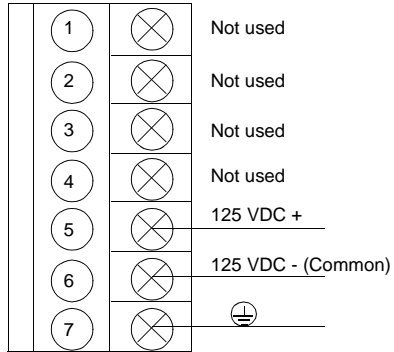 1 Not used
2 Not used
3 Not used
4 Not used
5 125 VDC +
6 125 VDC - (Common)
7